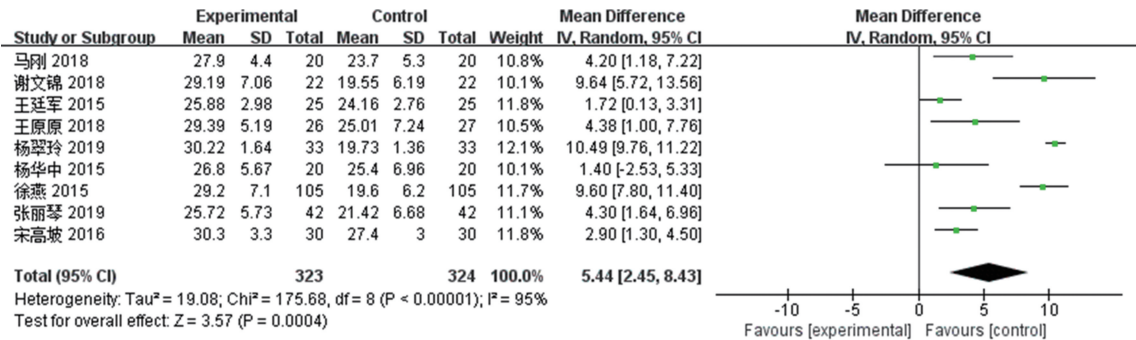 Experimental Control Mean Difference Mean Difference
Study or Subgroup Mean SD Total Mean SD Total Weight IV, Random, 95% CI IV, Random, 95% CI
马刚 2018 27.9 4.4 20 23.7 5.3 20 10.8% 4.20 [1.18, 7.22]
谢文锦 2018 29.19 7.06 22 19.55 6.19 22 10.1% 9.64 [5.72, 13.56]
王廷军 2015 25.88 2.98 25 24.16 2.76 25 11.8% 1.72 [0.13, 3.31]
王原原 2018 29.39 5.19 26 25.01 7.24 27 10.5% 4.38 [1.00, 7.76]
杨翠玲 2019 30.22 1.64 33 19.73 1.36 33 12.1% 10.49 [9.76, 11.22]
杨华中 2015 26.8 5.67 20 25.4 6.96 20 10.0% 1.40 [-2.53, 5.33]
徐燕 2015 29.2 7.1 105 19.6 6.2 105 11.7% 9.60 [7.80, 11.40]
张丽琴 2019 25.72 5.73 42 21.42 6.68 42 11.1% 4.30 [1.64, 6.96]
宋高坡 2016 30.3 3.3 30 27.4 3 30 11.8% 2.90 [1.30, 4.50]
Total (95% CI) 323 324 100.0% 5.44 [2.45, 8.43]
Heterogeneity: Tau² = 19.08; Chi² = 175.68, df = 8 (P < 0.00001); I² = 95%
Test for overall effect: Z = 3.57 (P = 0.0004)
-10 -5 0 5 10
Favours [experimental] Favours [control]